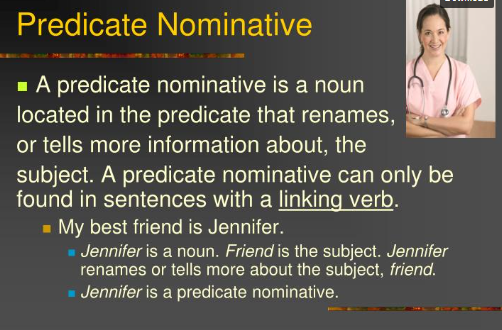 Predicate Nominative
A predicate nominative is a noun
located in the predicate that renames,
or tells more information about, the
subject. A predicate nominative can only be
found in sentences with a linking verb.
My best friend is Jennifer.
Jennifer is a noun. Friend is the subject. Jennifer
renames or tells more about the subject, friend.
Jennifer is a predicate nominative.